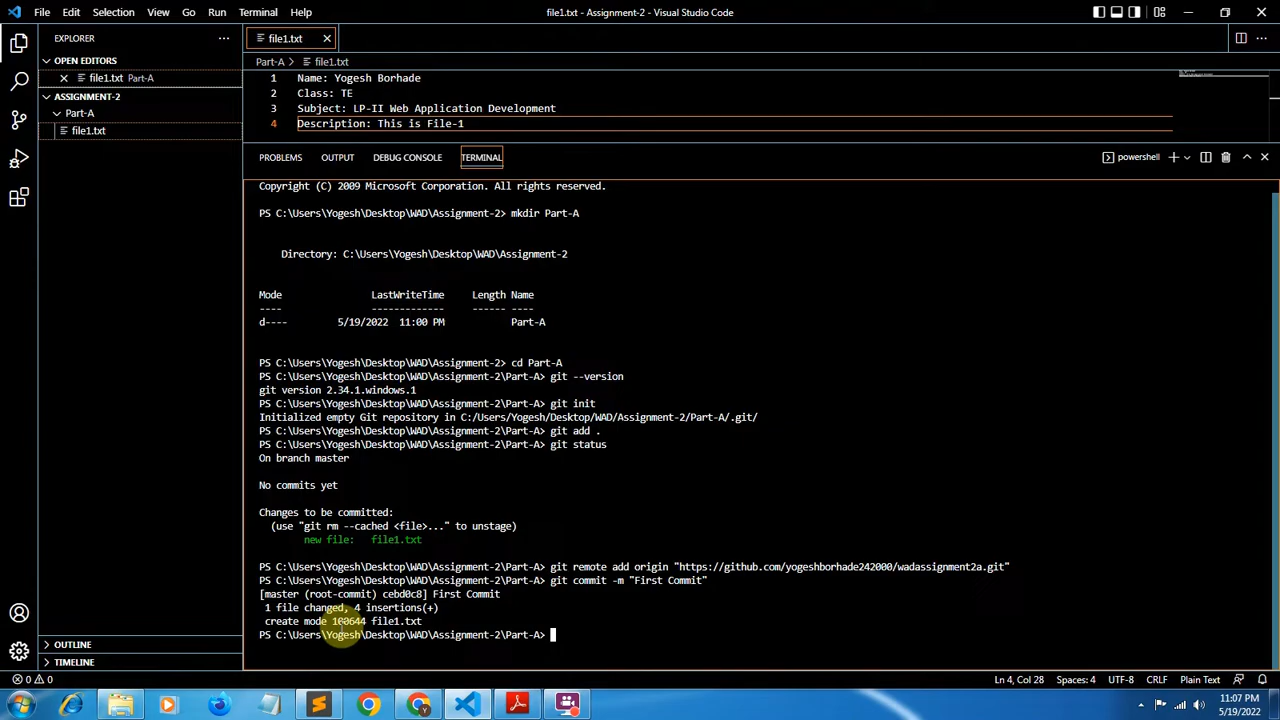 File Edit Selection View Go Run Terminal Help file1.txt - Assignment-2 - Visual Studio Code
EXPLORER
file1.txt
OPEN EDITORS
file1.txt Part-A
Part-A > file1.txt
ASSIGNMENT-2
Part-A
file1.txt
1 Name: Yogesh Borhade
2 Class: TE
3 Subject: LP-II Web Application Development
4 Description: This is File-1
PROBLEMS OUTPUT DEBUG CONSOLE TERMINAL powershell
Copyright (C) 2009 Microsoft Corporation. All rights reserved.
PS C:\Users\Yogesh\Desktop\WAD\Assignment-2> mkdir Part-A
Directory: C:\Users\Yogesh\Desktop\WAD\Assignment-2
Mode LastWriteTime Length Name
---- ------------- ------ ----
d---- 5/19/2022 11:00 PM Part-A
PS C:\Users\Yogesh\Desktop\WAD\Assignment-2> cd Part-A
PS C:\Users\Yogesh\Desktop\WAD\Assignment-2\Part-A> git --version
git version 2.34.1.windows.1
PS C:\Users\Yogesh\Desktop\WAD\Assignment-2\Part-A> git init
Initialized empty Git repository in C:/Users/Yogesh/Desktop/WAD/Assignment-2/Part-A/.git/
PS C:\Users\Yogesh\Desktop\WAD\Assignment-2\Part-A> git add .
PS C:\Users\Yogesh\Desktop\WAD\Assignment-2\Part-A> git status
On branch master
No commits yet
Changes to be committed:
(use "git rm --cached <file>..." to unstage)
new file: file1.txt
PS C:\Users\Yogesh\Desktop\WAD\Assignment-2\Part-A> git remote add origin "https://github.com/yogeshborhade242000/wadassignment2a.git"
PS C:\Users\Yogesh\Desktop\WAD\Assignment-2\Part-A> git commit -m "First Commit"
[master (root-commit) cebd0c8] First Commit
1 file changed, 4 insertions(+)
create mode 100644 file1.txt
PS C:\Users\Yogesh\Desktop\WAD\Assignment-2\Part-A>
OUTLINE
TIMELINE
0 0 Ln 4, Col 28 Spaces: 4 UTF-8 CRLF Plain Text
11:07 PM
5/19/2022